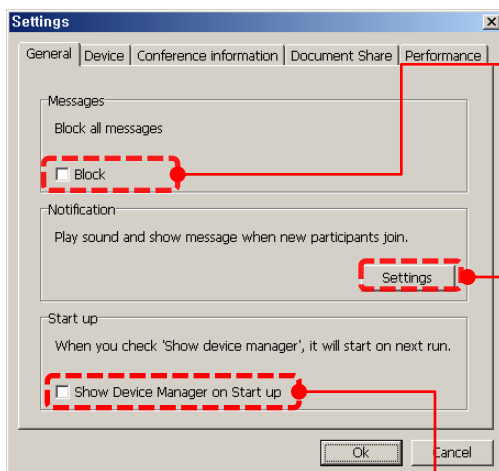 Settings
General Device Conference information Document Share Performance
Messages
Block all messages
Block
Notification
Play sound and show message when new participants join.
Settings
Start up
When you check 'Show device manager', it will start on next run.
Show Device Manager on Start up
Ok Cancel